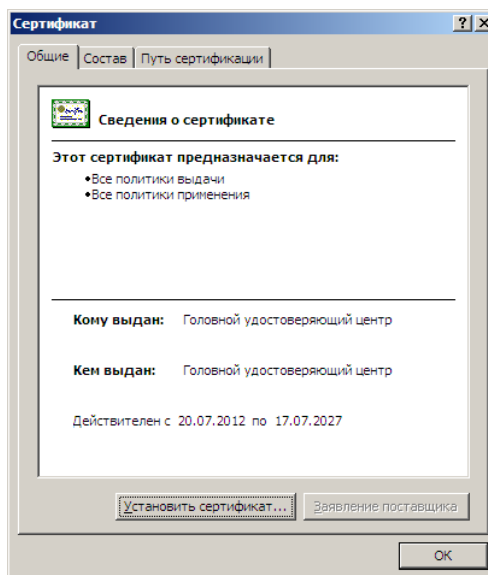 Сертификат
Общие Состав Путь сертификации
Сведения о сертификате
Этот сертификат предназначается для:
•Все политики выдачи
•Все политики применения
Кому выдан: Головной удостоверяющий центр
Кем выдан: Головной удостоверяющий центр
Действителен с 20.07.2012 по 17.07.2027
Установить сертификат... Заявление поставщика
ОК